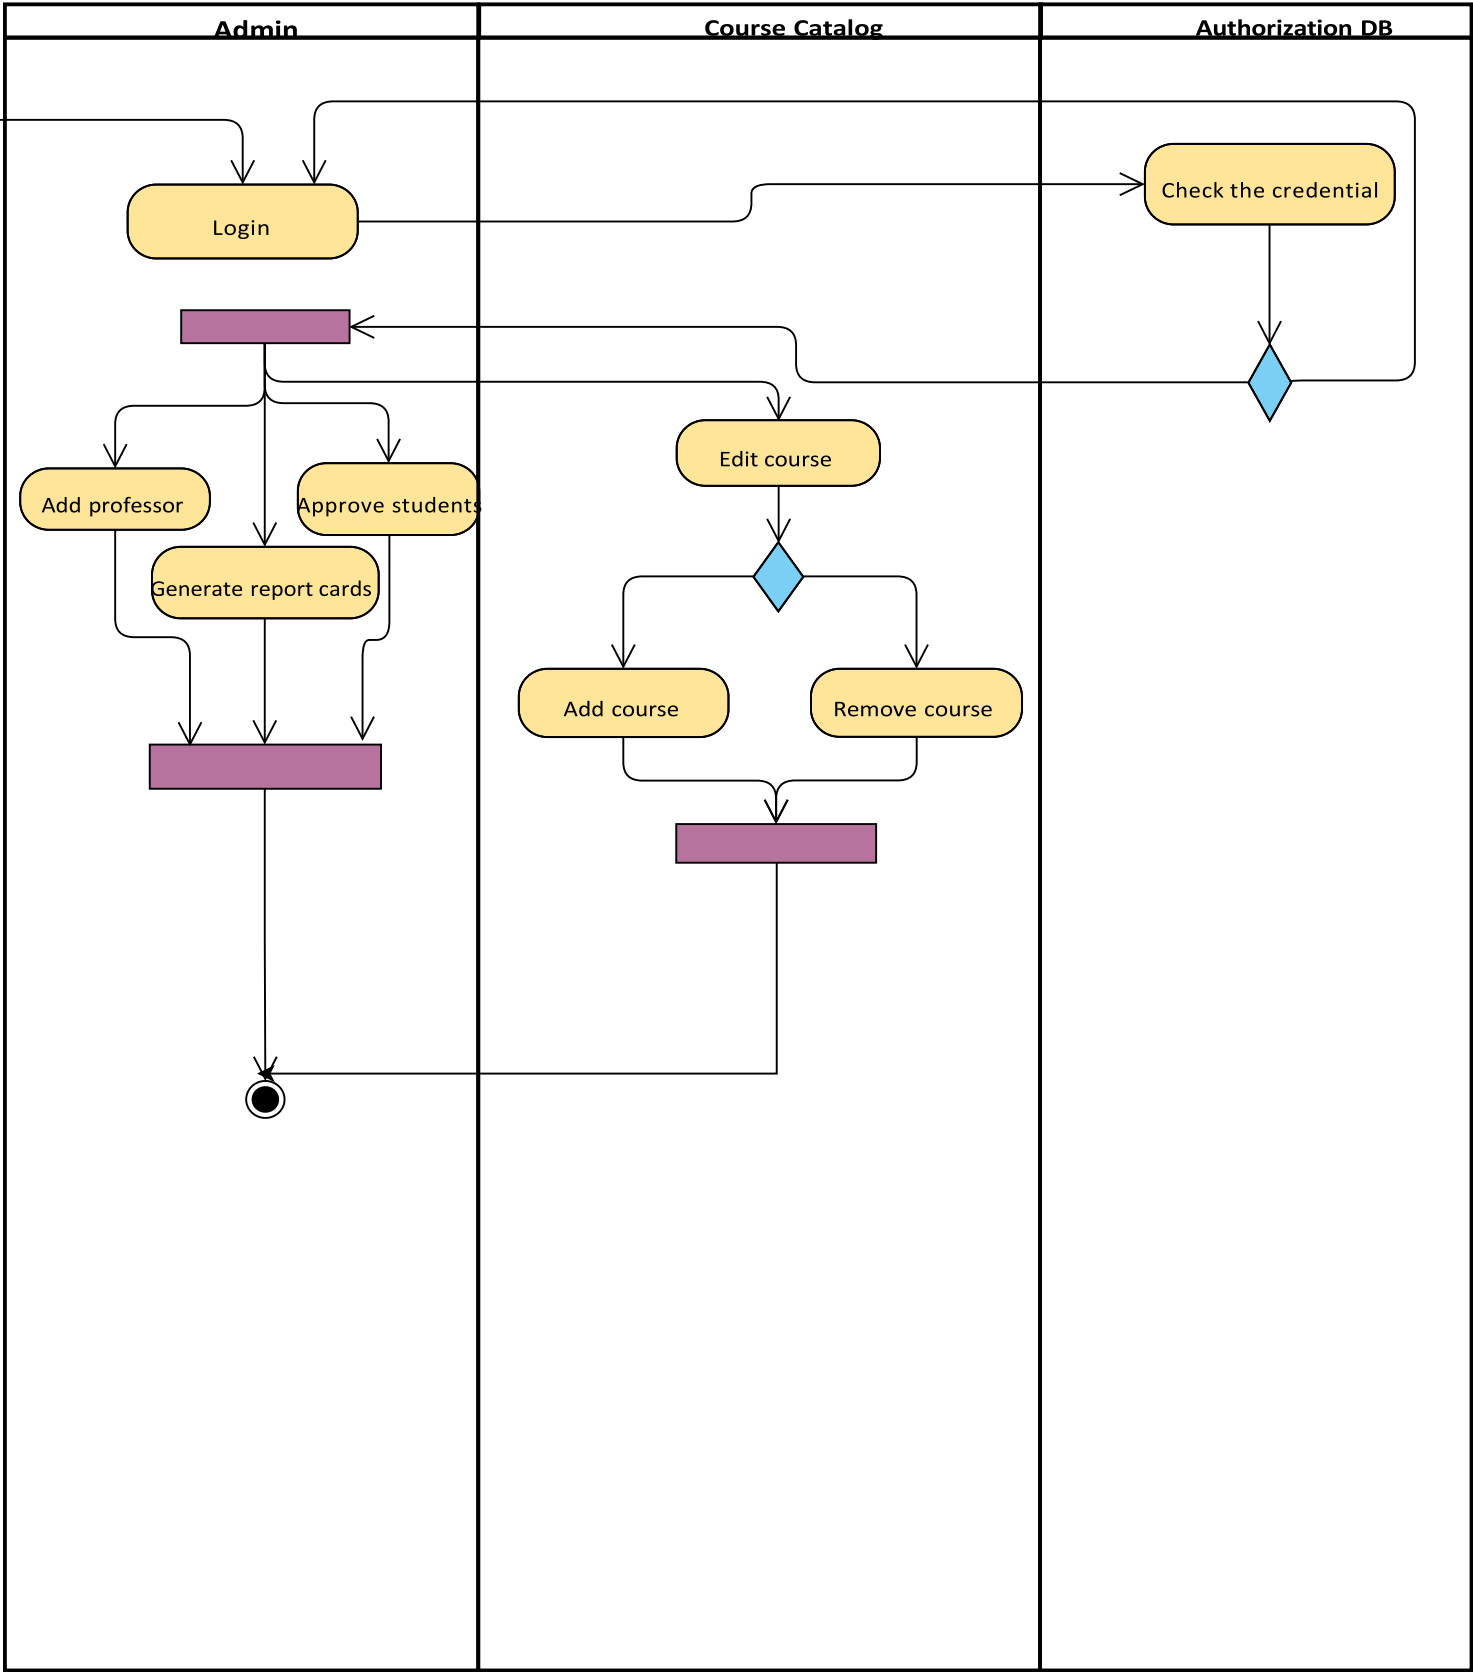 Admin
Course Catalog
Authorization DB
Check the credential
Login
Edit course
Add professor
Approve students
Generate report cards
Add course
Remove course